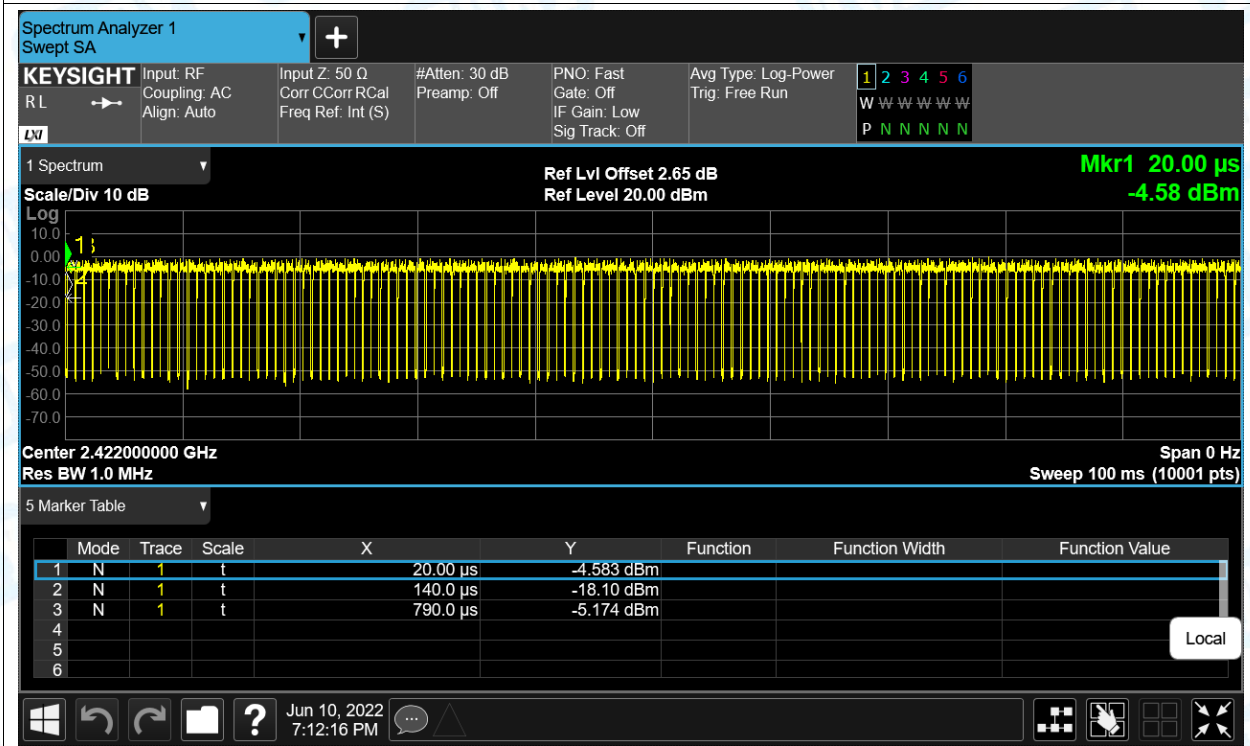 Spectrum Analyzer 1
Swept SA
KEYSIGHT
R L
LXI
Input: RF
Coupling: AC
Align: Auto
Input Z: 50 Ω
Corr CCorr RCal
Freq Ref: Int (S)
#Atten: 30 dB
Preamp: Off
PNO: Fast
Gate: Off
IF Gain: Low
Sig Track: Off
Avg Type: Log-Power
Trig: Free Run
1 2 3 4 5 6
W W W W W W
P N N N N N
1 Spectrum
Scale/Div 10 dB
Ref Lvl Offset 2.65 dB
Ref Level 20.00 dBm
Mkr1 20.00 µs
-4.58 dBm
Log
10.0
0.00
-10.0
-20.0
-30.0
-40.0
-50.0
-60.0
-70.0
1
2
Center 2.422000000 GHz
Res BW 1.0 MHz
Span 0 Hz
Sweep 100 ms (10001 pts)
5 Marker Table
Mode Trace Scale X Y Function Function Width Function Value
1 N 1 t 20.00 µs -4.583 dBm
2 N 1 t 140.0 µs -18.10 dBm
3 N 1 t 790.0 µs -5.174 dBm
4
5
6
Local
?
Jun 10, 2022
7:12:16 PM